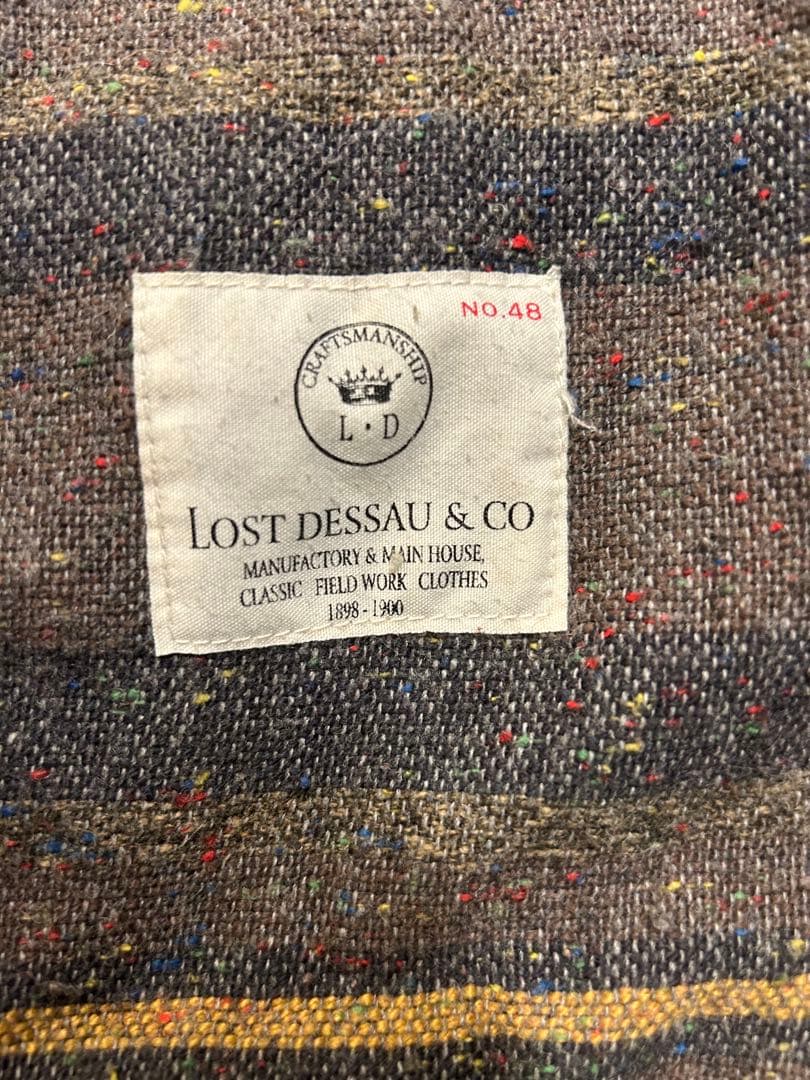 NO.48
CRAFTSMANSHIP
L · D
LOST DESSAU & CO
MANUFACTORY & MAIN HOUSE,
CLASSIC FIELD WORK CLOTHES
1898 - 1900